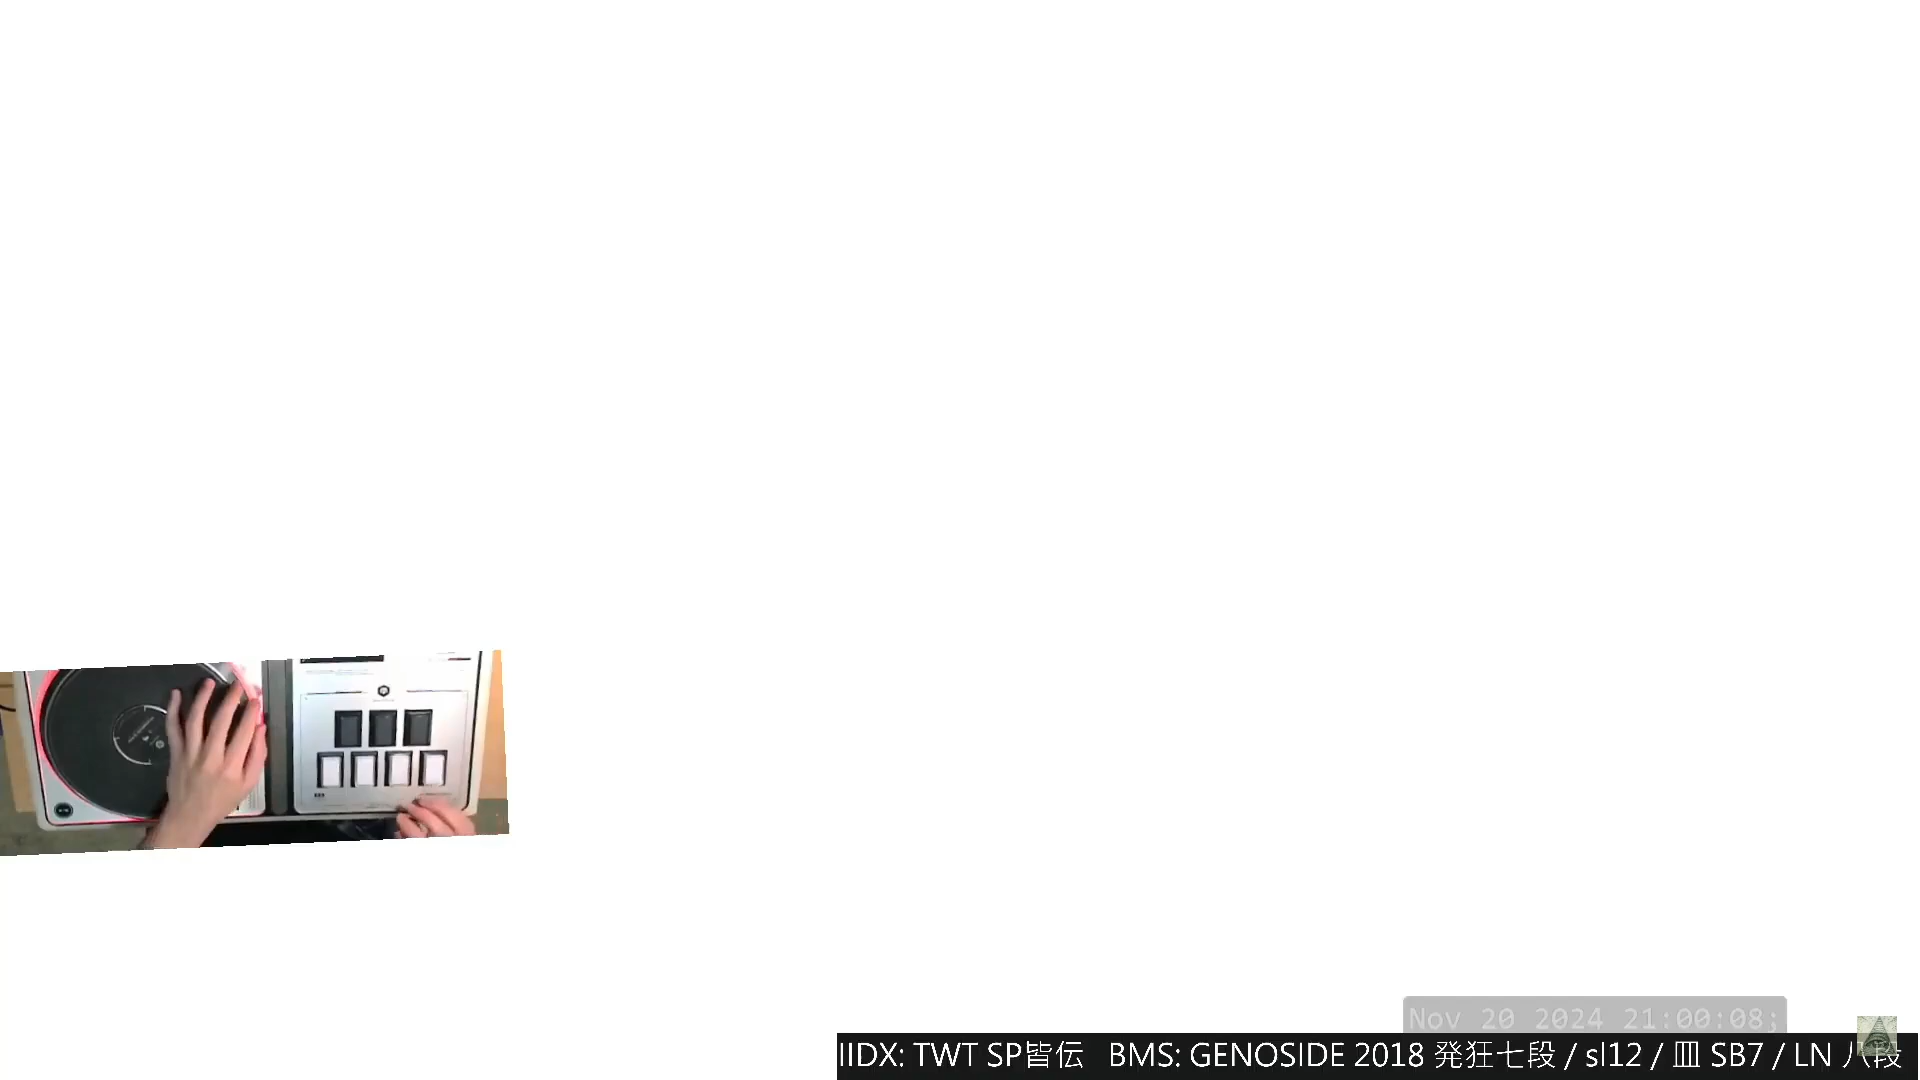 Nov 20 2024 21:00:08;
IIDX: TWT SP皆伝 BMS: GENOSIDE 2018 発狂七段 / sl12 / 皿 SB7 / LN 八段